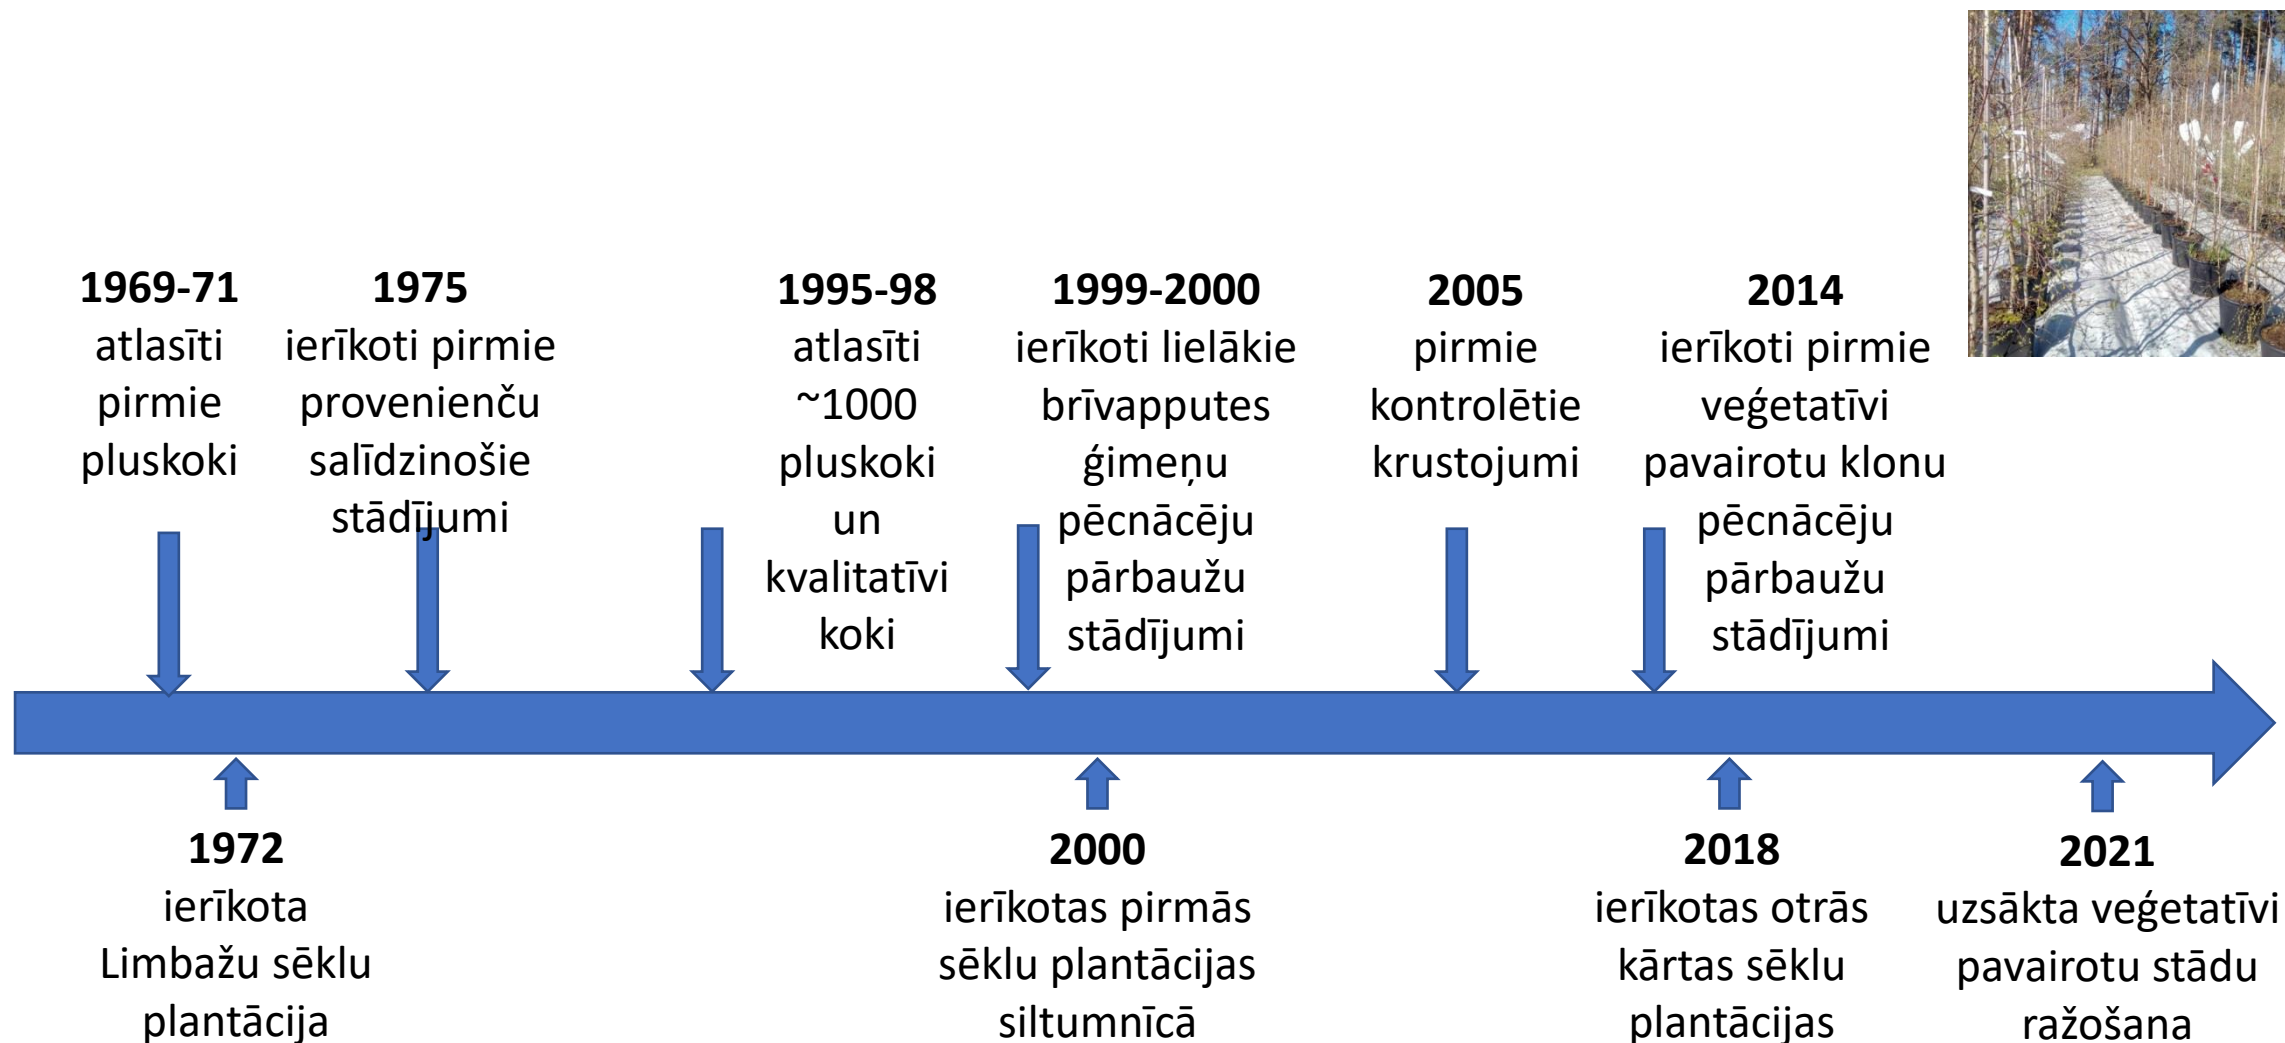 1969-71
atlasīti
pirmie
pluskoki
1975
ierīkoti pirmie
provenienču
salīdzinošie
stādījumi
1995-98
atlasīti
~1000
pluskoki
un
kvalitatīvi
koki
1999-2000
ierīkoti lielākie
brīvapputes
ģimeņu
pēcnācēju
pārbaužu
stādījumi
2005
pirmie
kontrolētie
krustojumi
2014
ierīkoti pirmie
veģetatīvi
pavairotu klonu
pēcnācēju
pārbaužu
stādījumi
1972
ierīkota
Limbažu sēklu
plantācija
2000
ierīkotas pirmās
sēklu plantācijas
siltumnīcā
2018
ierīkotas otrās
kārtas sēklu
plantācijas
2021
uzsākta veģetatīvi
pavairotu stādu
ražošana